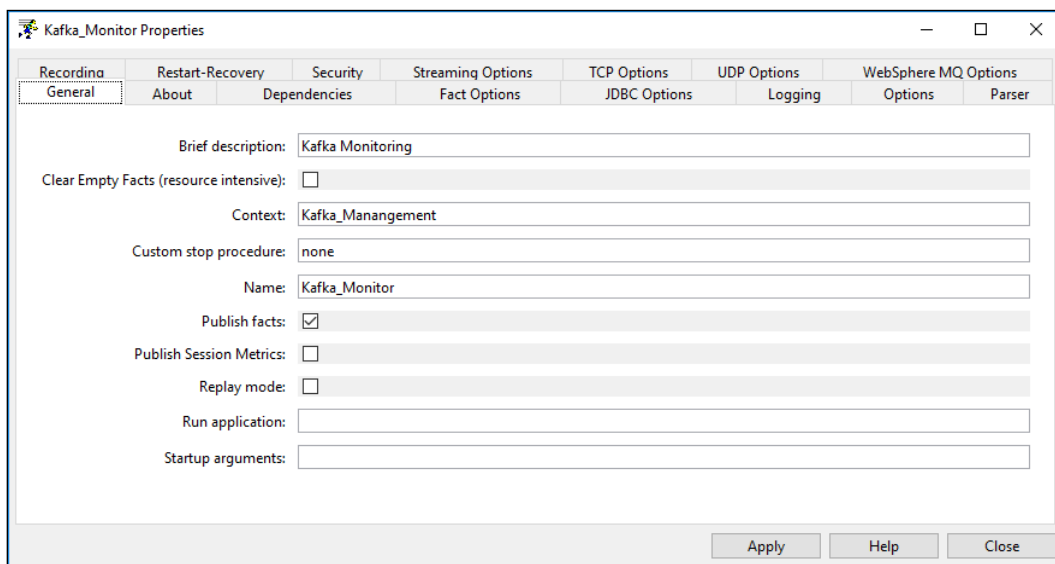 Kafka_Monitor Properties
Recording Restart-Recovery Security Streaming Options TCP Options UDP Options WebSphere MQ Options
General About Dependencies Fact Options JDBC Options Logging Options Parser
Brief description: Kafka Monitoring
Clear Empty Facts (resource intensive):
Context: Kafka_Manangement
Custom stop procedure: none
Name: Kafka_Monitor
Publish facts:
Publish Session Metrics:
Replay mode:
Run application:
Startup arguments:
Apply Help Close